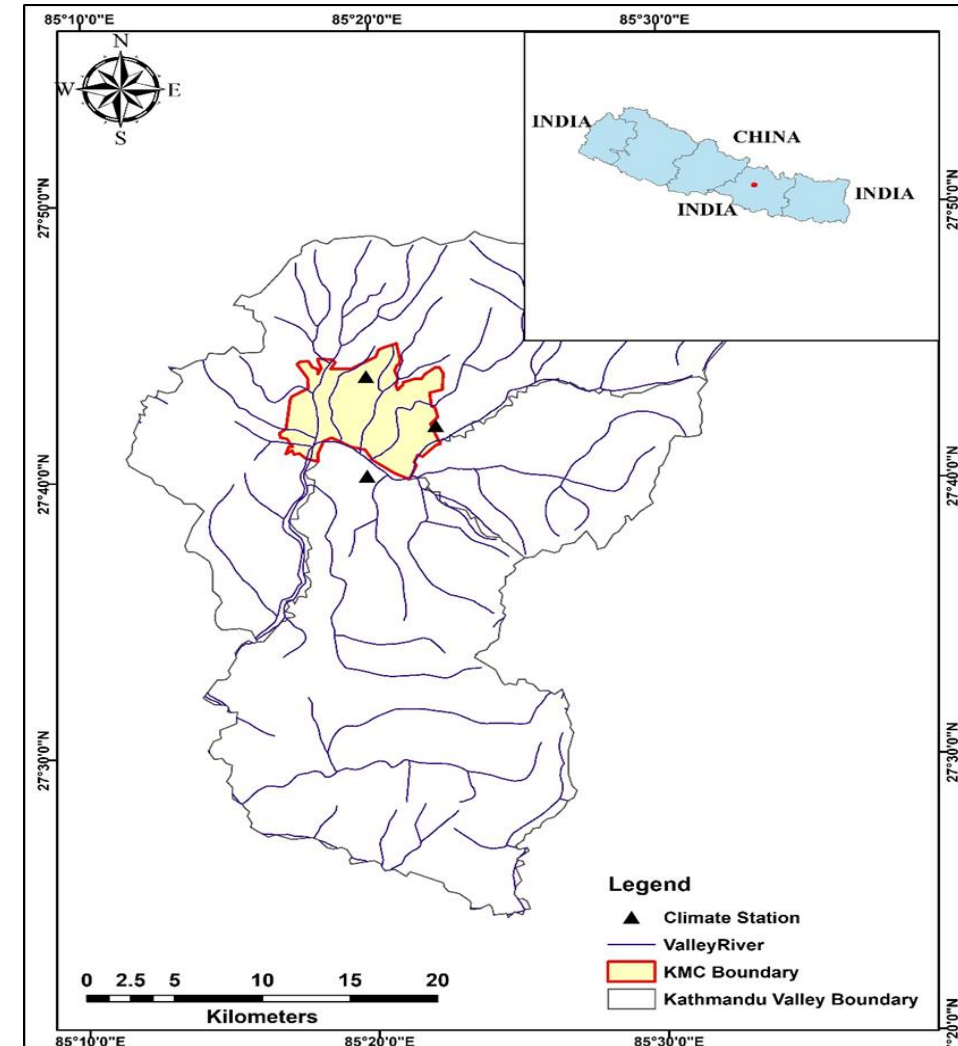 85°10'0"E 85°20'0"E 85°30'0"E
N
W E
S
INDIA
CHINA
INDIA
INDIA
27°50'0"N 27°50'0"N
27°40'0"N 27°40'0"N
27°30'0"N 27°30'0"N
27°20'0"N
Legend
Climate Station
ValleyRiver
KMC Boundary
Kathmandu Valley Boundary
0 2.5 5 10 15 20
Kilometers
85°10'0"E 85°20'0"E 85°30'0"E